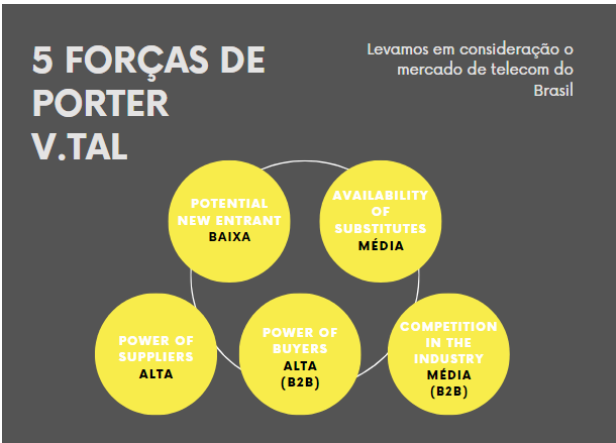 5 FORÇAS DE
PORTER
V.TAL
Levamos em consideração o
mercado de telecom do
Brasil
POTENTIAL
NEW ENTRANT
BAIXA
AVAILABILITY
OF
SUBSTITUTES
MÉDIA
POWER OF
SUPPLIERS
ALTA
POWER OF
BUYERS
ALTA
(B2B)
COMPETITION
IN THE
INDUSTRY
MÉDIA
(B2B)